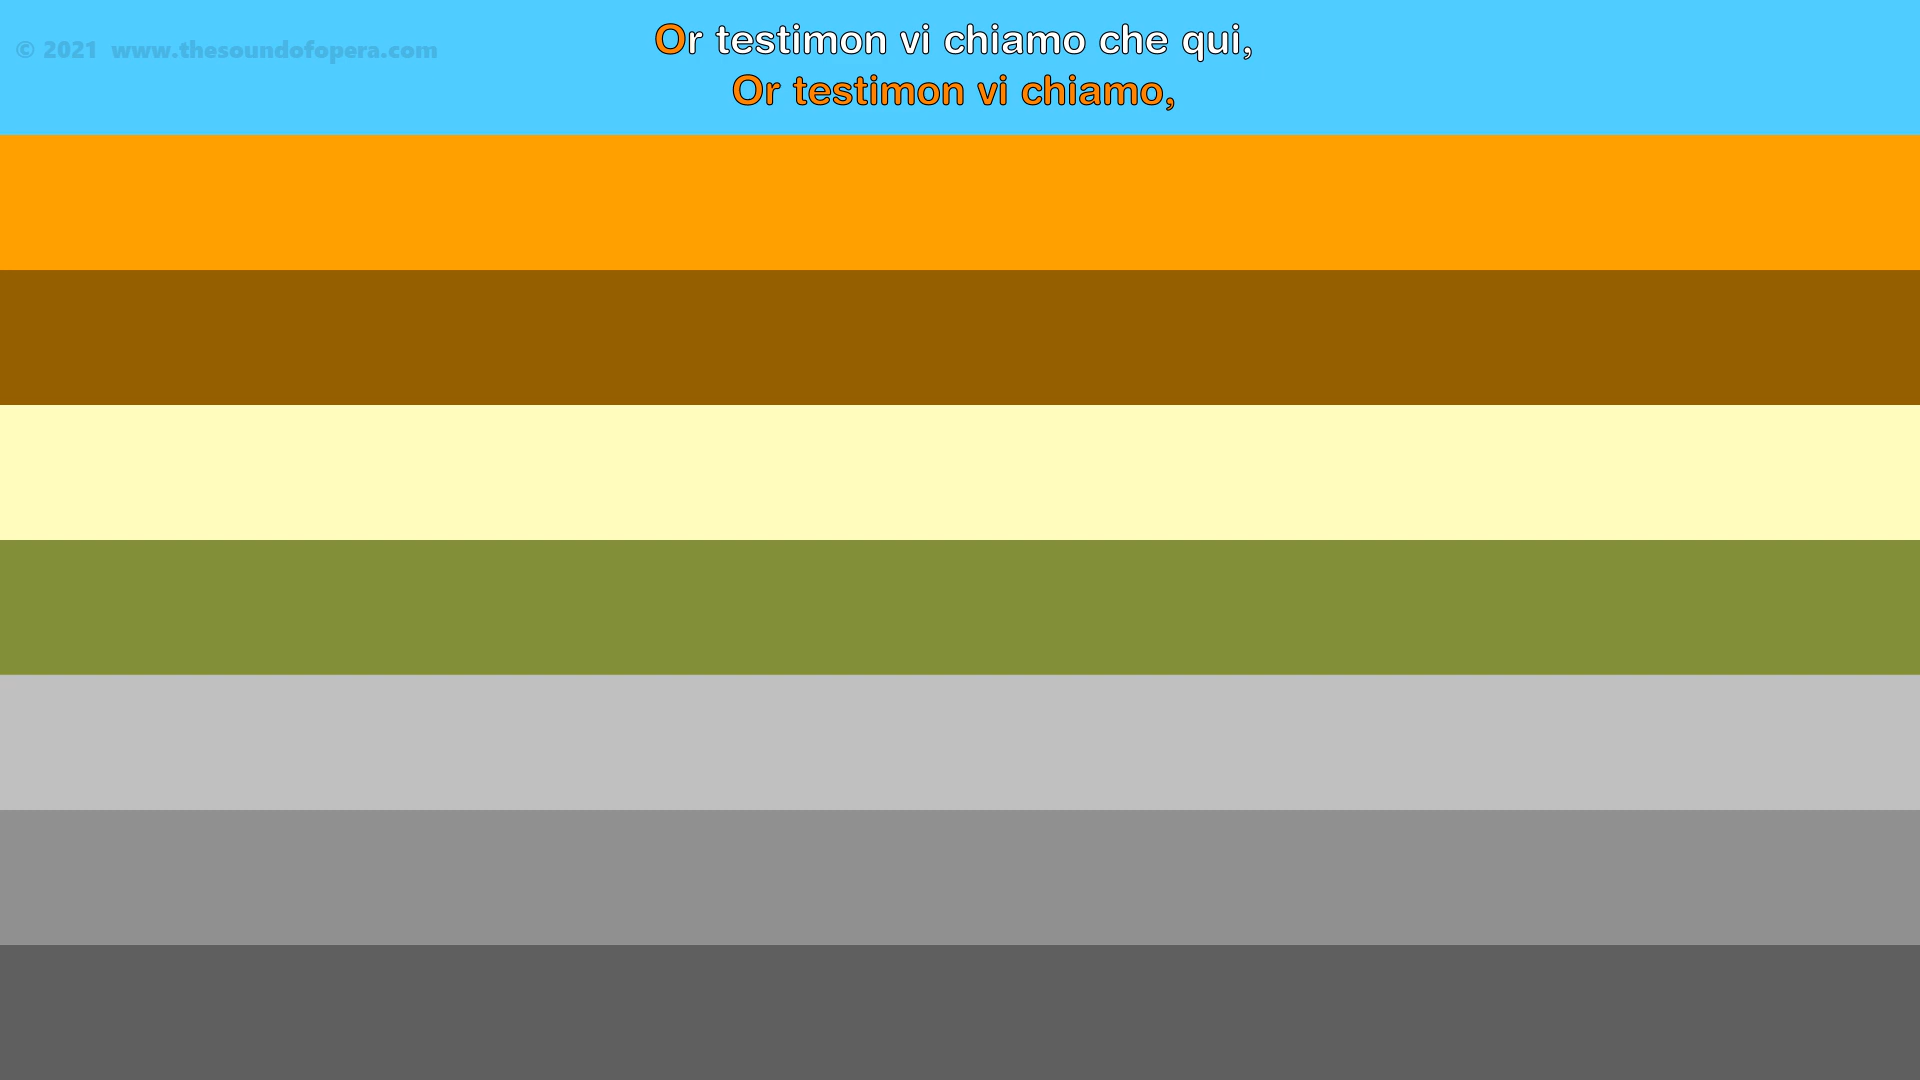 © 2021 www.thesoundofopera.com
Or testimon vi chiamo che qui,
Or testimon vi chiamo,